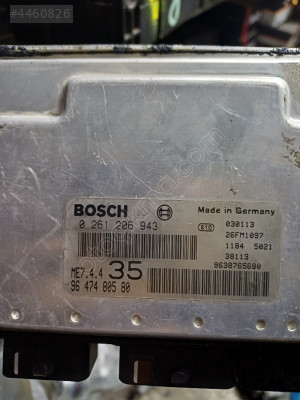 #4460826
BOSCH
Made in Germany
0 261 206 943
030113
26FM1097
1184 5021
38113
ME7.4.4 35
9638765680
96 474 805 80